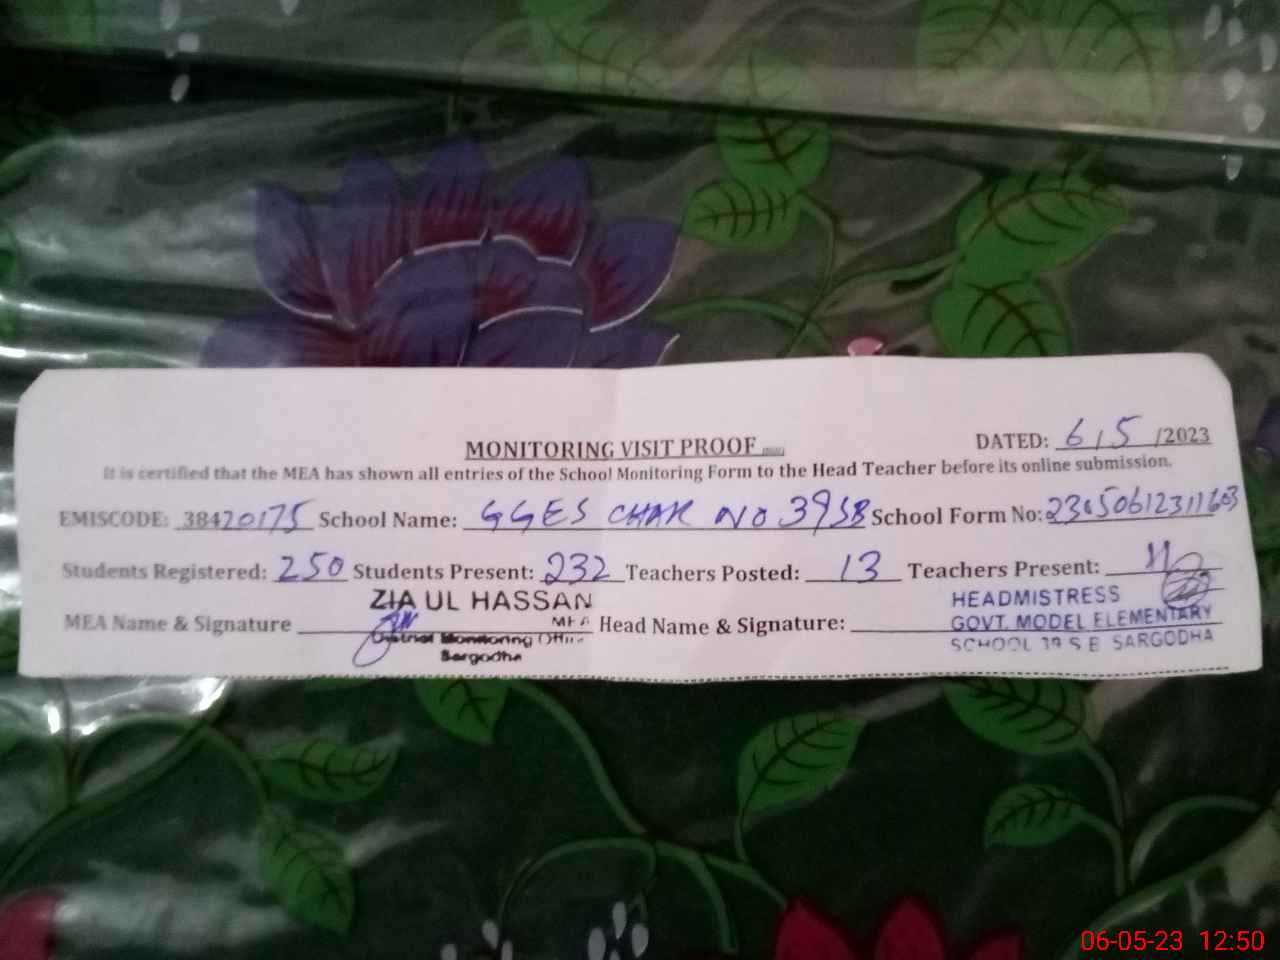 MONITORING VISIT PROOF
DATED: 6/5/2023
It is certified that the MEA has shown all entries of the School Monitoring Form to the Head Teacher before its online submission.
EMISCODE: 38420175 School Name: GGES CHAK NO 39SB School Form No:
Students Registered: 250 Students Present: 232 Teachers Posted: 13 Teachers Present: 11
ZIA UL HASSAN
MEA
MEA Name & Signature
District Monitoring Office
Sargodha
Head Name & Signature:
HEADMISTRESS
GOVT. MODEL ELEMENTARY
SCHOOL 39 S B SARGODHA
06-05-23 12:50